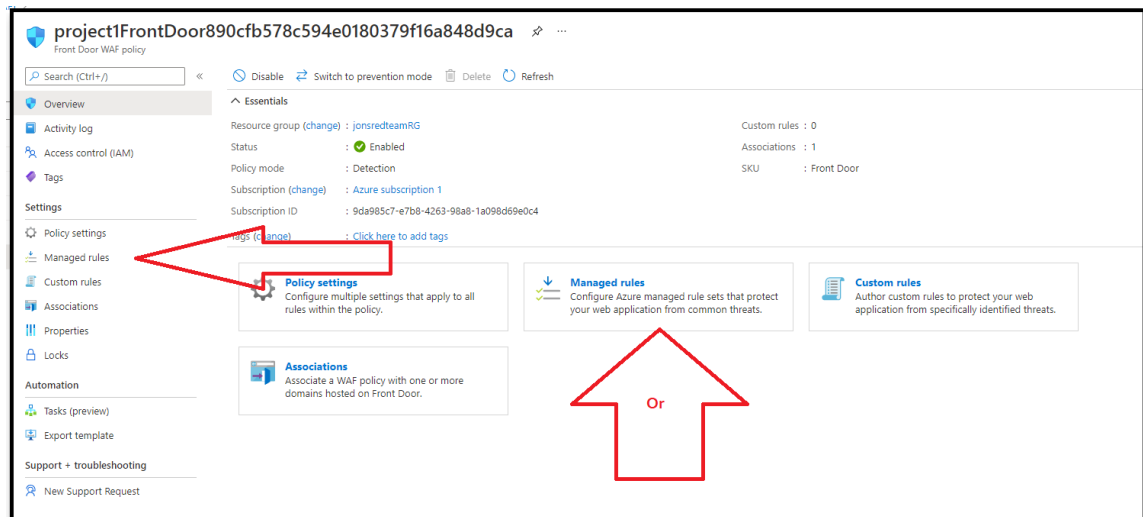 project1FrontDoor890cfb578c594e0180379f16a848d9ca
Front Door WAF policy
Search (Ctrl+/)
Overview
Activity log
Access control (IAM)
Tags
Settings
Policy settings
Managed rules
Custom rules
Associations
Properties
Locks
Automation
Tasks (preview)
Export template
Support + troubleshooting
New Support Request
Disable Switch to prevention mode Delete Refresh
Essentials
Resource group (change) : jonsredteamRG
Status : Enabled
Policy mode : Detection
Subscription (change) : Azure subscription 1
Subscription ID : 9da985c7-e7b8-4263-98a8-1a098d69e0c4
Tags (change) : Click here to add tags
Custom rules : 0
Associations : 1
SKU : Front Door
Policy settings
Configure multiple settings that apply to all
rules within the policy.
Managed rules
Configure Azure managed rule sets that protect
your web application from common threats.
Custom rules
Author custom rules to protect your web
application from specifically identified threats.
Associations
Associate a WAF policy with one or more
domains hosted on Front Door.
Or